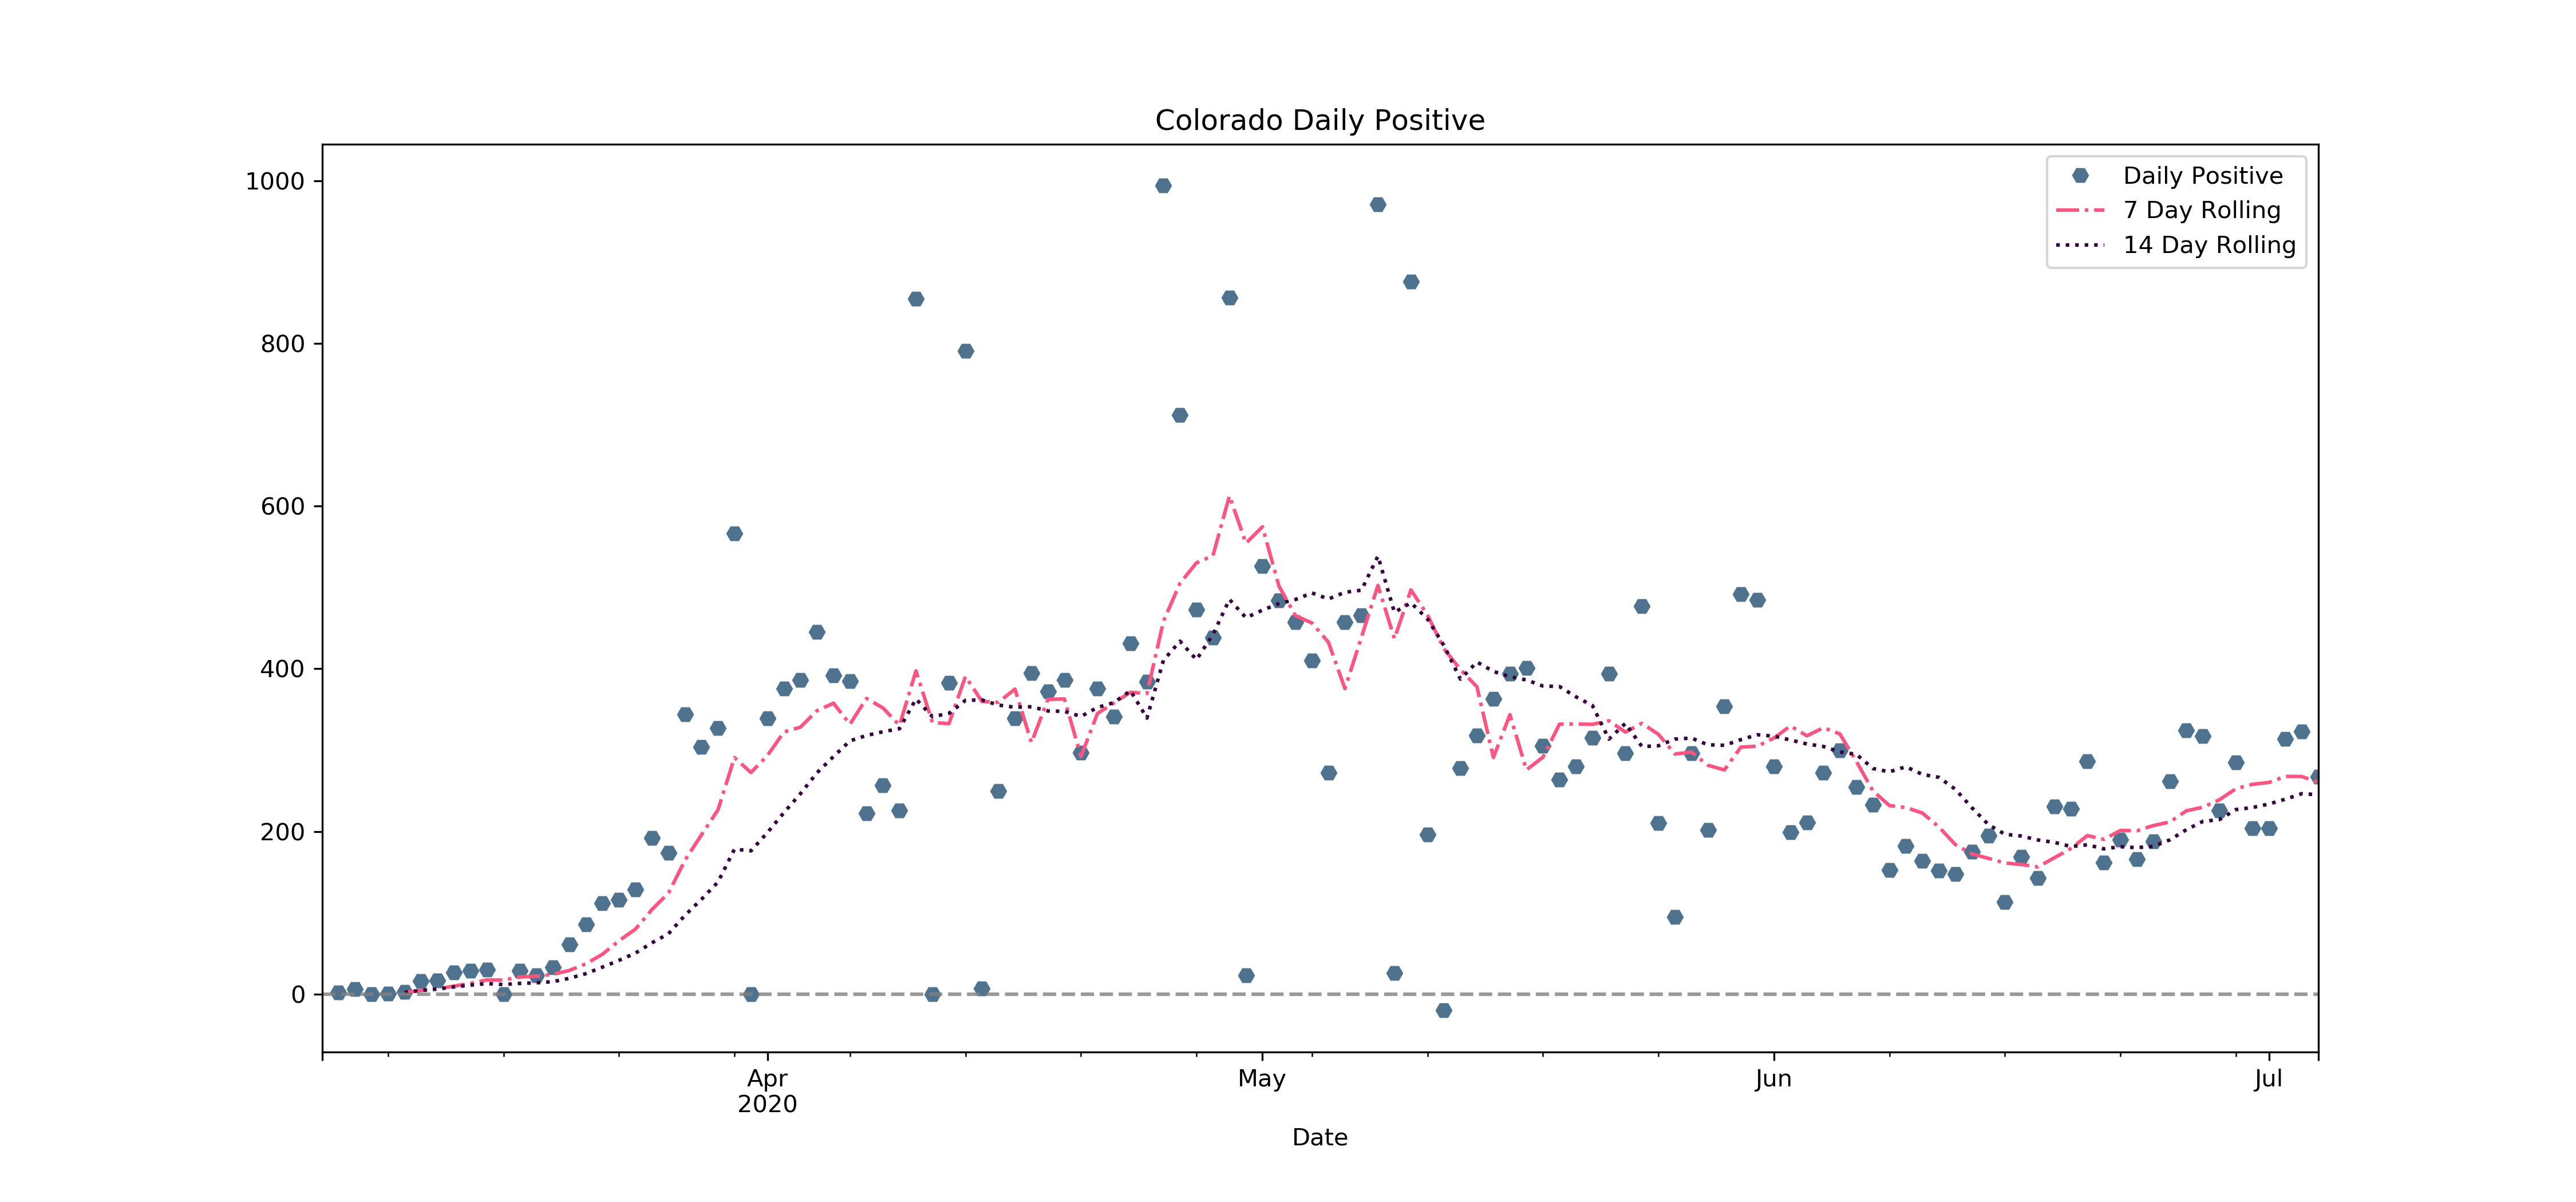 Colorado Daily Positive
1000
800
600
400
200
0
Daily Positive
7 Day Rolling
14 Day Rolling
Apr
2020
May
Jun
Jul
Date